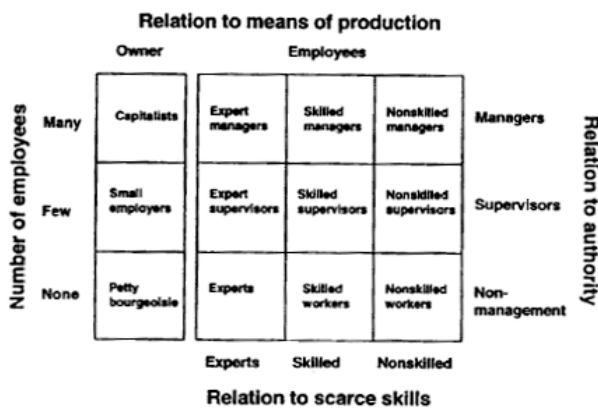 Relation to means of production
Owner
Employees
Number of employees
Many
Capitalists
Expert
managers
Skilled
managers
Nonskilled
managers
Managers
Few
Small
employers
Expert
supervisors
Skilled
supervisors
Nonskilled
supervisors
Supervisors
None
Petty
bourgeoisie
Experts
Skilled
workers
Nonskilled
workers
Non-
management
Relation to authority
Experts
Skilled
Nonskilled
Relation to scarce skills